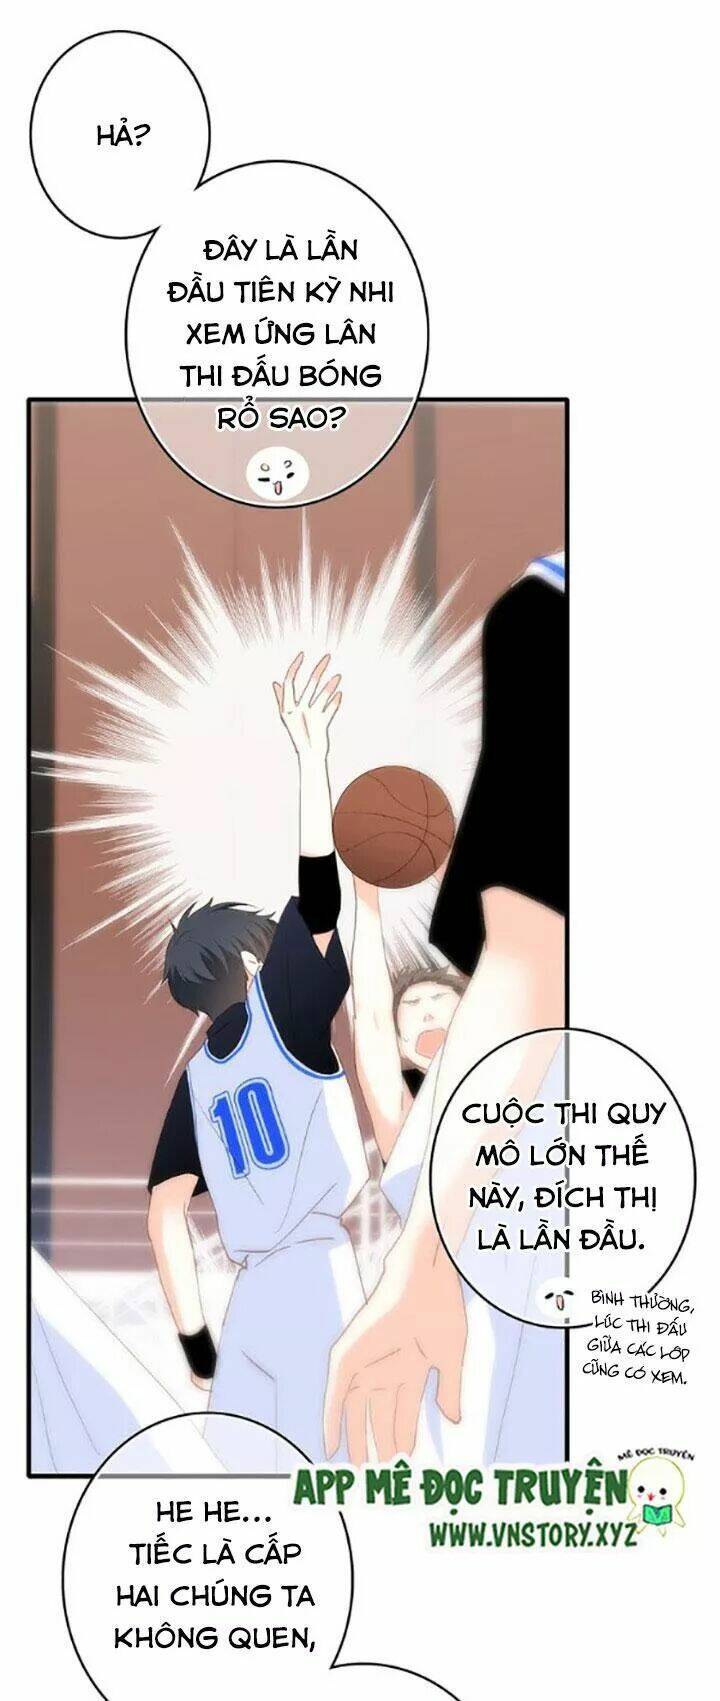 HẢ?
ĐÂY LÀ LẦN
ĐẦU TIÊN KỲ NHI
XEM ỨNG LÂN
THI ĐẤU BÓNG
RỔ SAO?
10
CUỘC THI QUY
MÔ LỚN THẾ
NÀY, ĐÍCH THỊ
LÀ LẦN ĐẦU.
BÌNH THƯỜNG,
LÚC THI ĐẤU
GIỮA CÁC LỚP
CŨNG CÓ XEM.
MÊ ĐỌC TRUYỆN
APP MÊ ĐỌC TRUYỆN
WWW.VNSTORY.XYZ
HE HE...
TIẾC LÀ CẤP
HAI CHÚNG TA
KHÔNG QUEN,